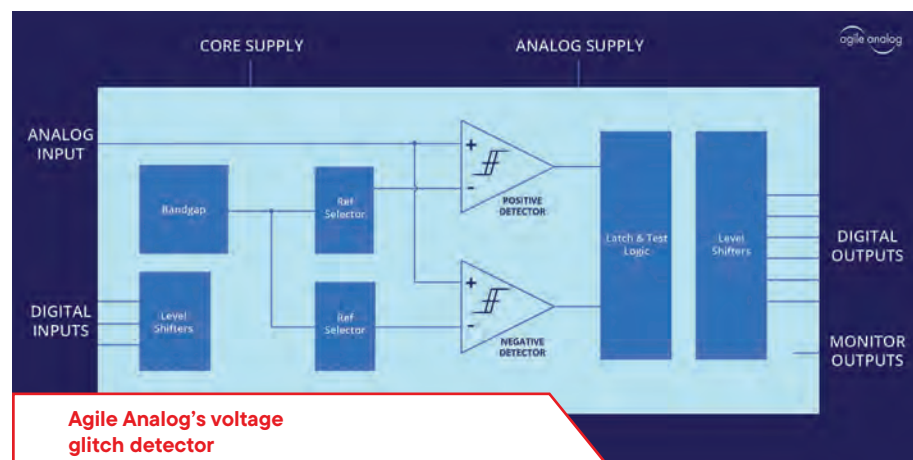 CORE SUPPLY
ANALOG SUPPLY
agile analog
ANALOG
INPUT
+
-
POSITIVE
DETECTOR
Bandgap
Ref
Selector
Latch & Test
Logic
Level
Shifters
DIGITAL
OUTPUTS
DIGITAL
INPUTS
Level
Shifters
Ref
Selector
+
-
NEGATIVE
DETECTOR
MONITOR
OUTPUTS
Agile Analog's voltage
glitch detector